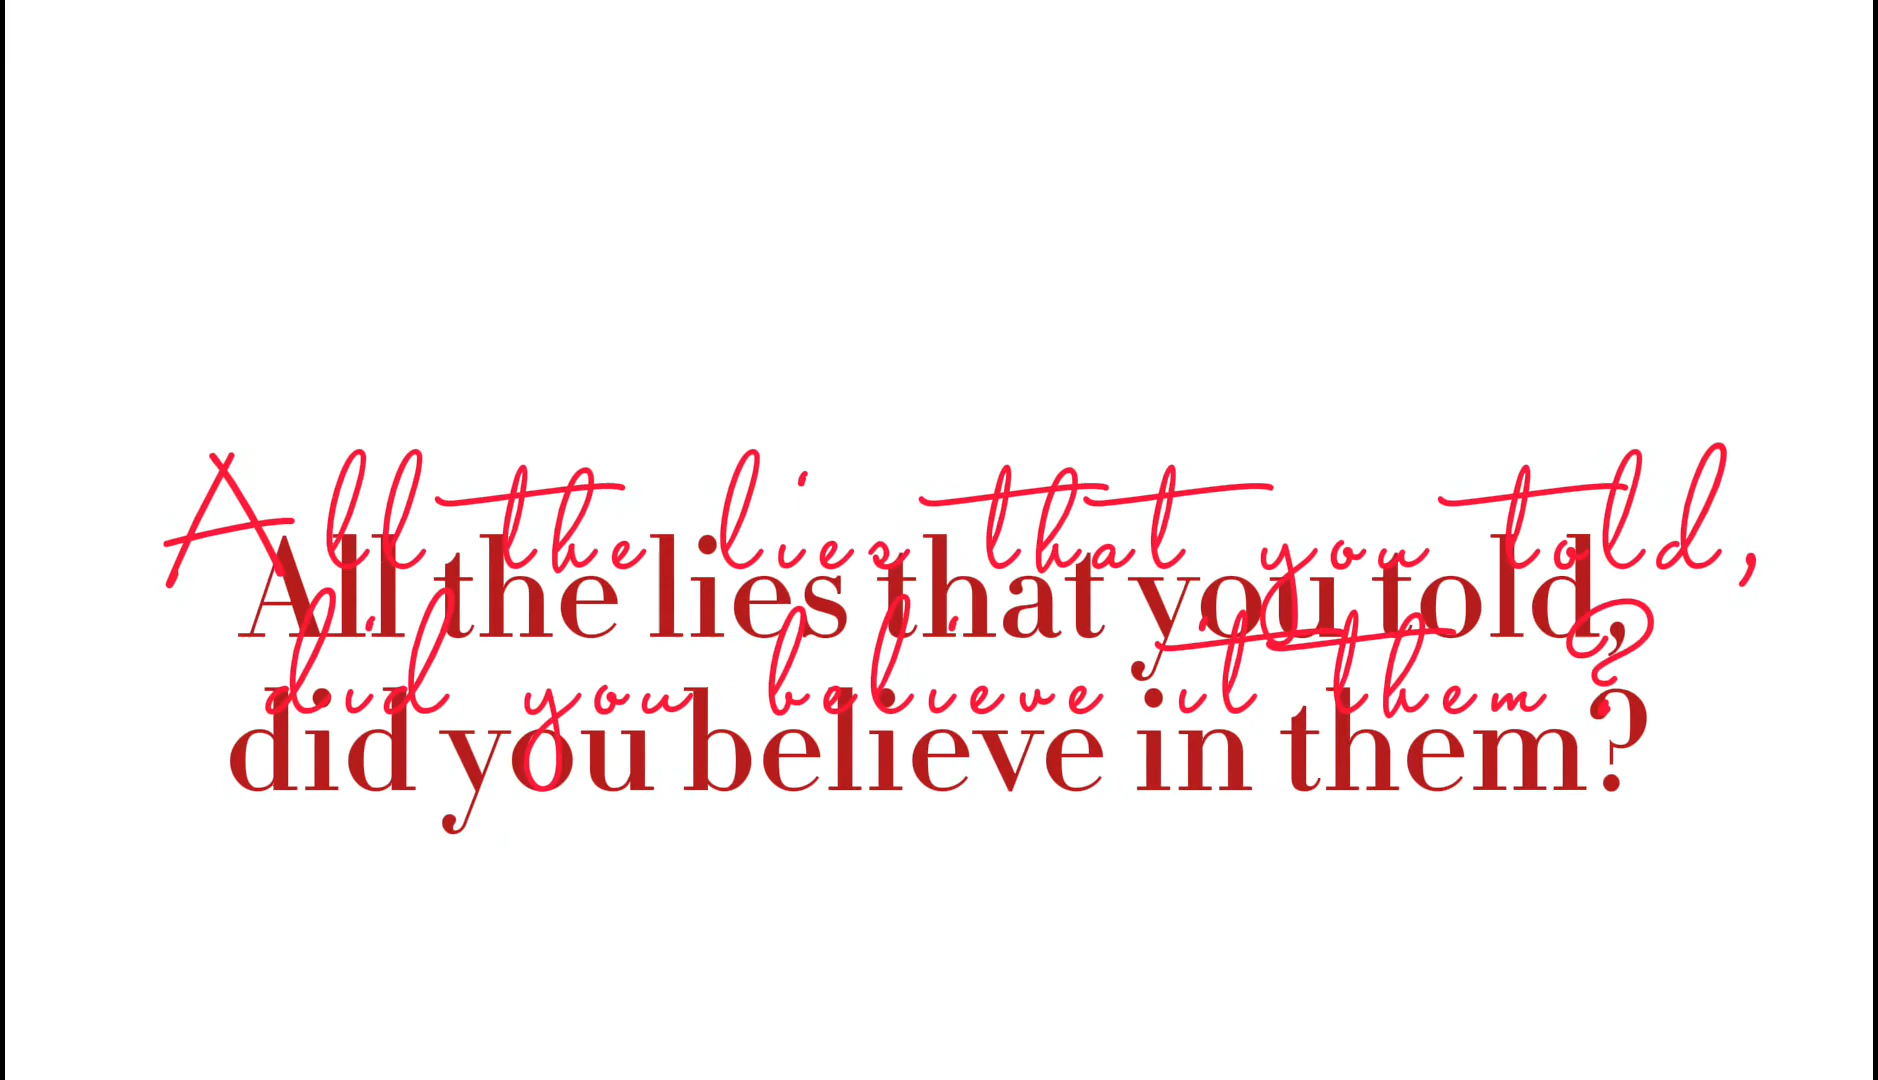 All the lies that you told,
All the lies that you told,
did you believe it them?
did you believe in them?